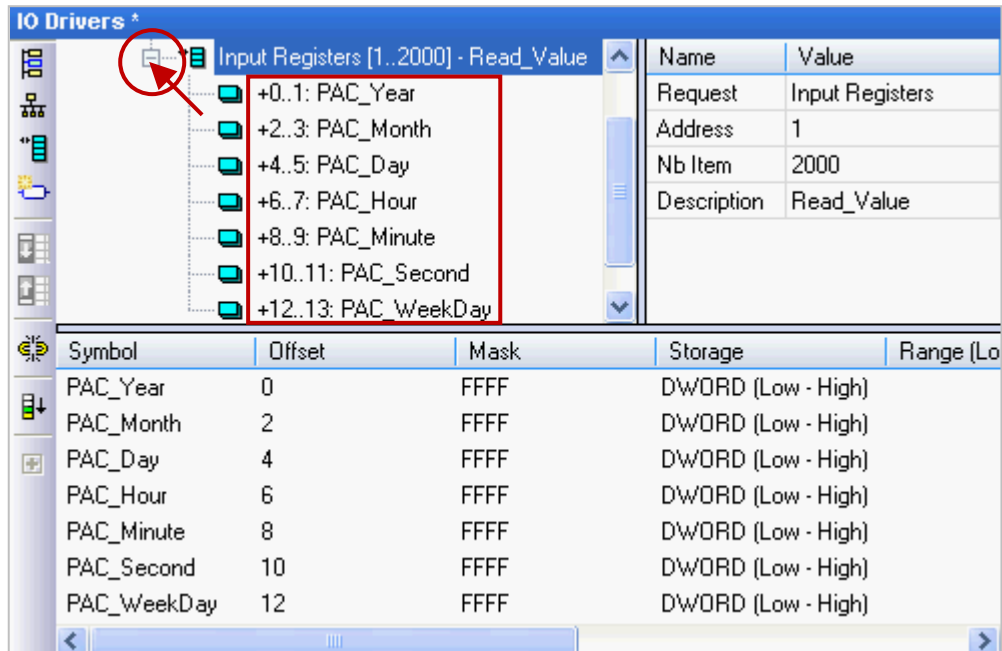 IO Drivers *
Input Registers [1..2000] - Read_Value
+0..1: PAC_Year
+2..3: PAC_Month
+4..5: PAC_Day
+6..7: PAC_Hour
+8..9: PAC_Minute
+10..11: PAC_Second
+12..13: PAC_WeekDay
Name Value
Request Input Registers
Address 1
Nb Item 2000
Description Read_Value
Symbol Offset Mask Storage Range (Lo
PAC_Year 0 FFFF DWORD (Low - High)
PAC_Month 2 FFFF DWORD (Low - High)
PAC_Day 4 FFFF DWORD (Low - High)
PAC_Hour 6 FFFF DWORD (Low - High)
PAC_Minute 8 FFFF DWORD (Low - High)
PAC_Second 10 FFFF DWORD (Low - High)
PAC_WeekDay 12 FFFF DWORD (Low - High)